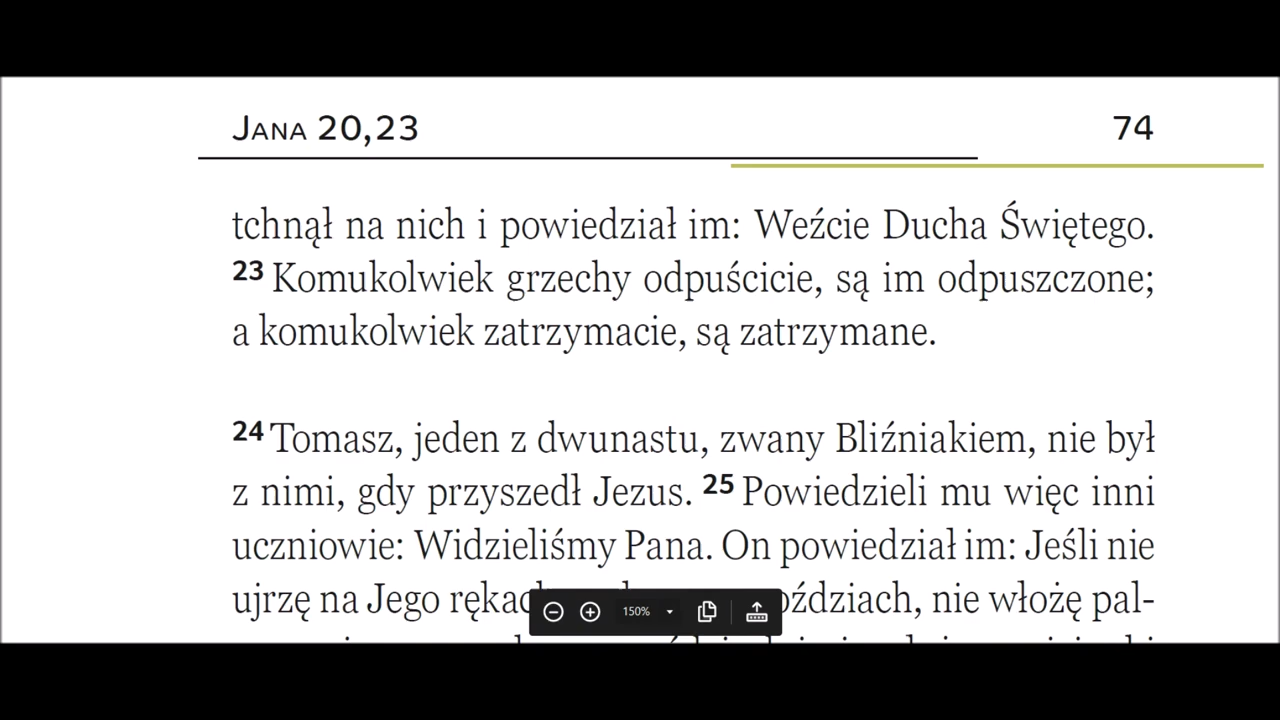 Jana 20,23 74
tchnął na nich i powiedział im: Weźcie Ducha Świętego.
23 Komukolwiek grzechy odpuścicie, są im odpuszczone;
a komukolwiek zatrzymacie, są zatrzymane.
24 Tomasz, jeden z dwunastu, zwany Bliźniakiem, nie był
z nimi, gdy przyszedł Jezus. 25 Powiedzieli mu więc inni
uczniowie: Widzieliśmy Pana. On powiedział im: Jeśli nie
ujrzę na Jego nie włożę pal-
150%